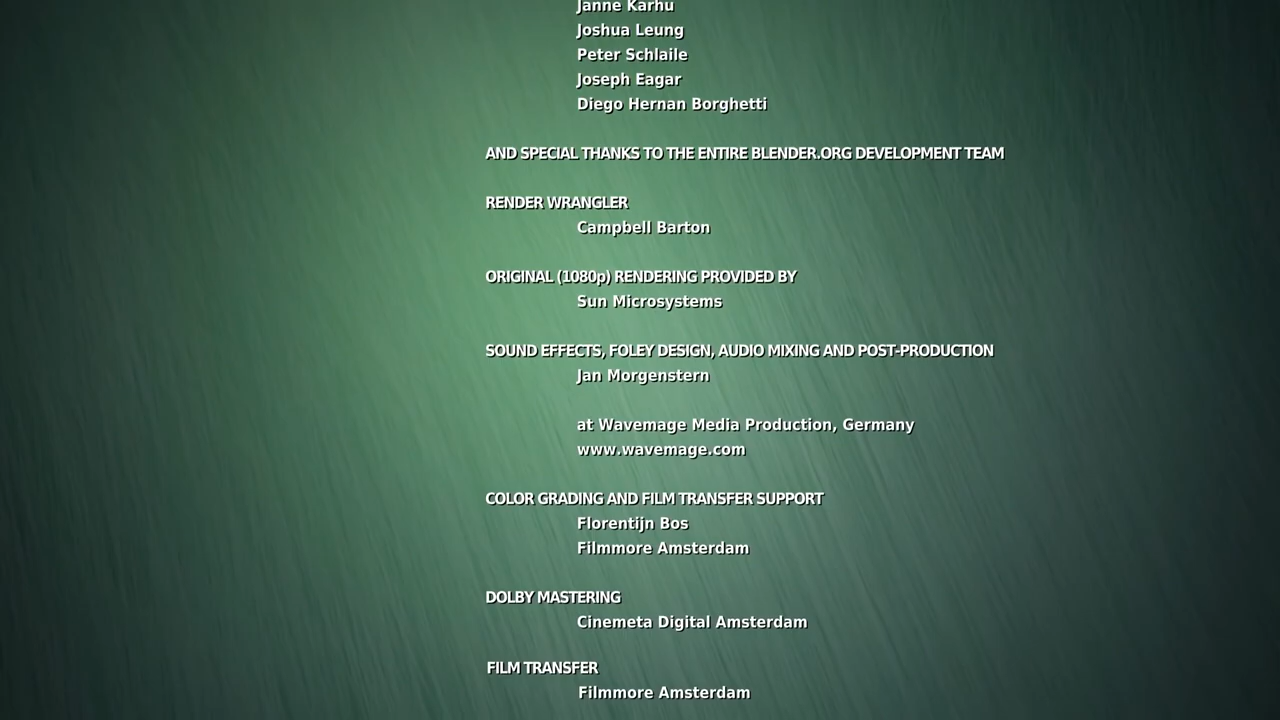 Janne Karhu
Joshua Leung
Peter Schlaile
Joseph Eagar
Diego Hernan Borghetti
AND SPECIAL THANKS TO THE ENTIRE BLENDER.ORG DEVELOPMENT TEAM
RENDER WRANGLER
Campbell Barton
ORIGINAL (1080p) RENDERING PROVIDED BY
Sun Microsystems
SOUND EFFECTS, FOLEY DESIGN, AUDIO MIXING AND POST-PRODUCTION
Jan Morgenstern
at Wavemage Media Production, Germany
www.wavemage.com
COLOR GRADING AND FILM TRANSFER SUPPORT
Florentijn Bos
Filmmore Amsterdam
DOLBY MASTERING
Cinemeta Digital Amsterdam
FILM TRANSFER
Filmmore Amsterdam